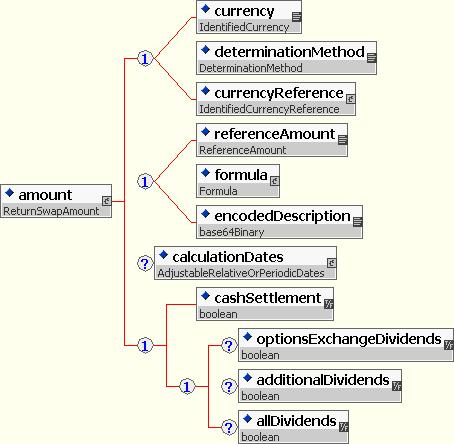 currency
IdentifiedCurrency
1
determinationMethod
DeterminationMethod
currencyReference
IdentifiedCurrencyReference
referenceAmount
ReferenceAmount
1
formula
Formula
amount
ReturnSwapAmount
encodedDescription
base64Binary
?
calculationDates
AdjustableRelativeOrPeriodicDates
cashSettlement
boolean
1
?
optionsExchangeDividends
boolean
1
?
additionalDividends
boolean
?
allDividends
boolean